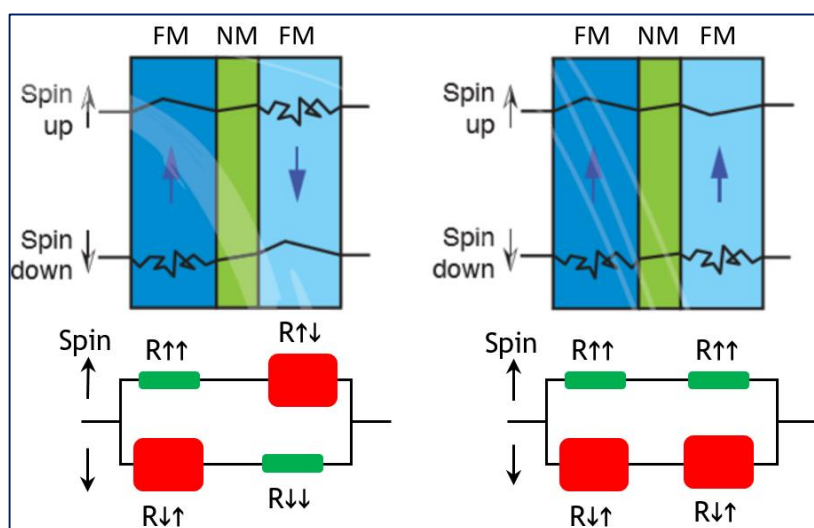 FM NM FM
Spin
up
Spin
down
R↑↑
R↑↓
Spin
R↓↑
R↓↓
FM NM FM
Spin
up
Spin
down
R↑↑
R↑↑
Spin
R↓↑
R↓↑